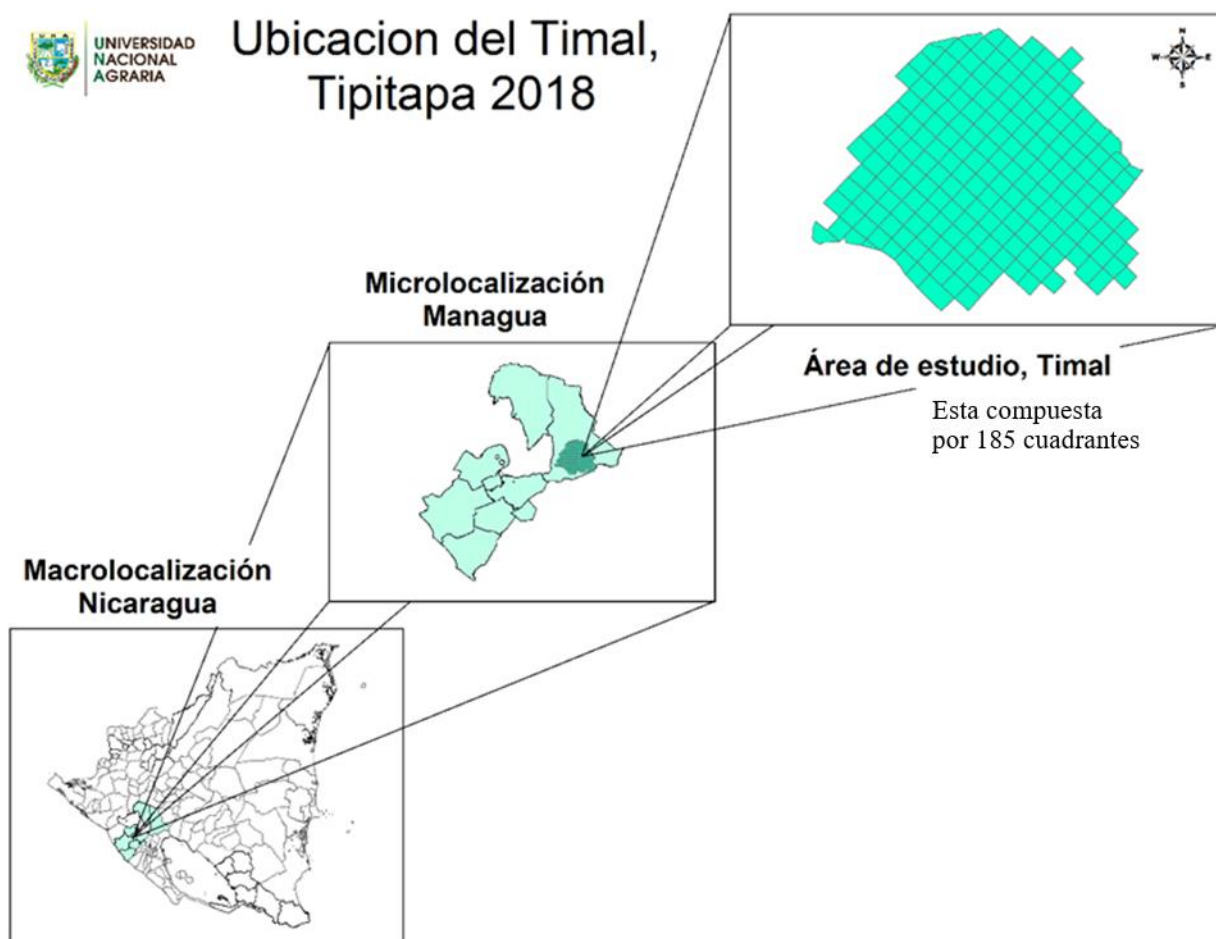 UNIVERSIDAD
NACIONAL
AGRARIA
Ubicacion del Timal,
Tipitapa 2018
N
W
E
S
Microlocalización
Managua
Área de estudio, Timal
Esta compuesta
por 185 cuadrantes
Macrolocalización
Nicaragua